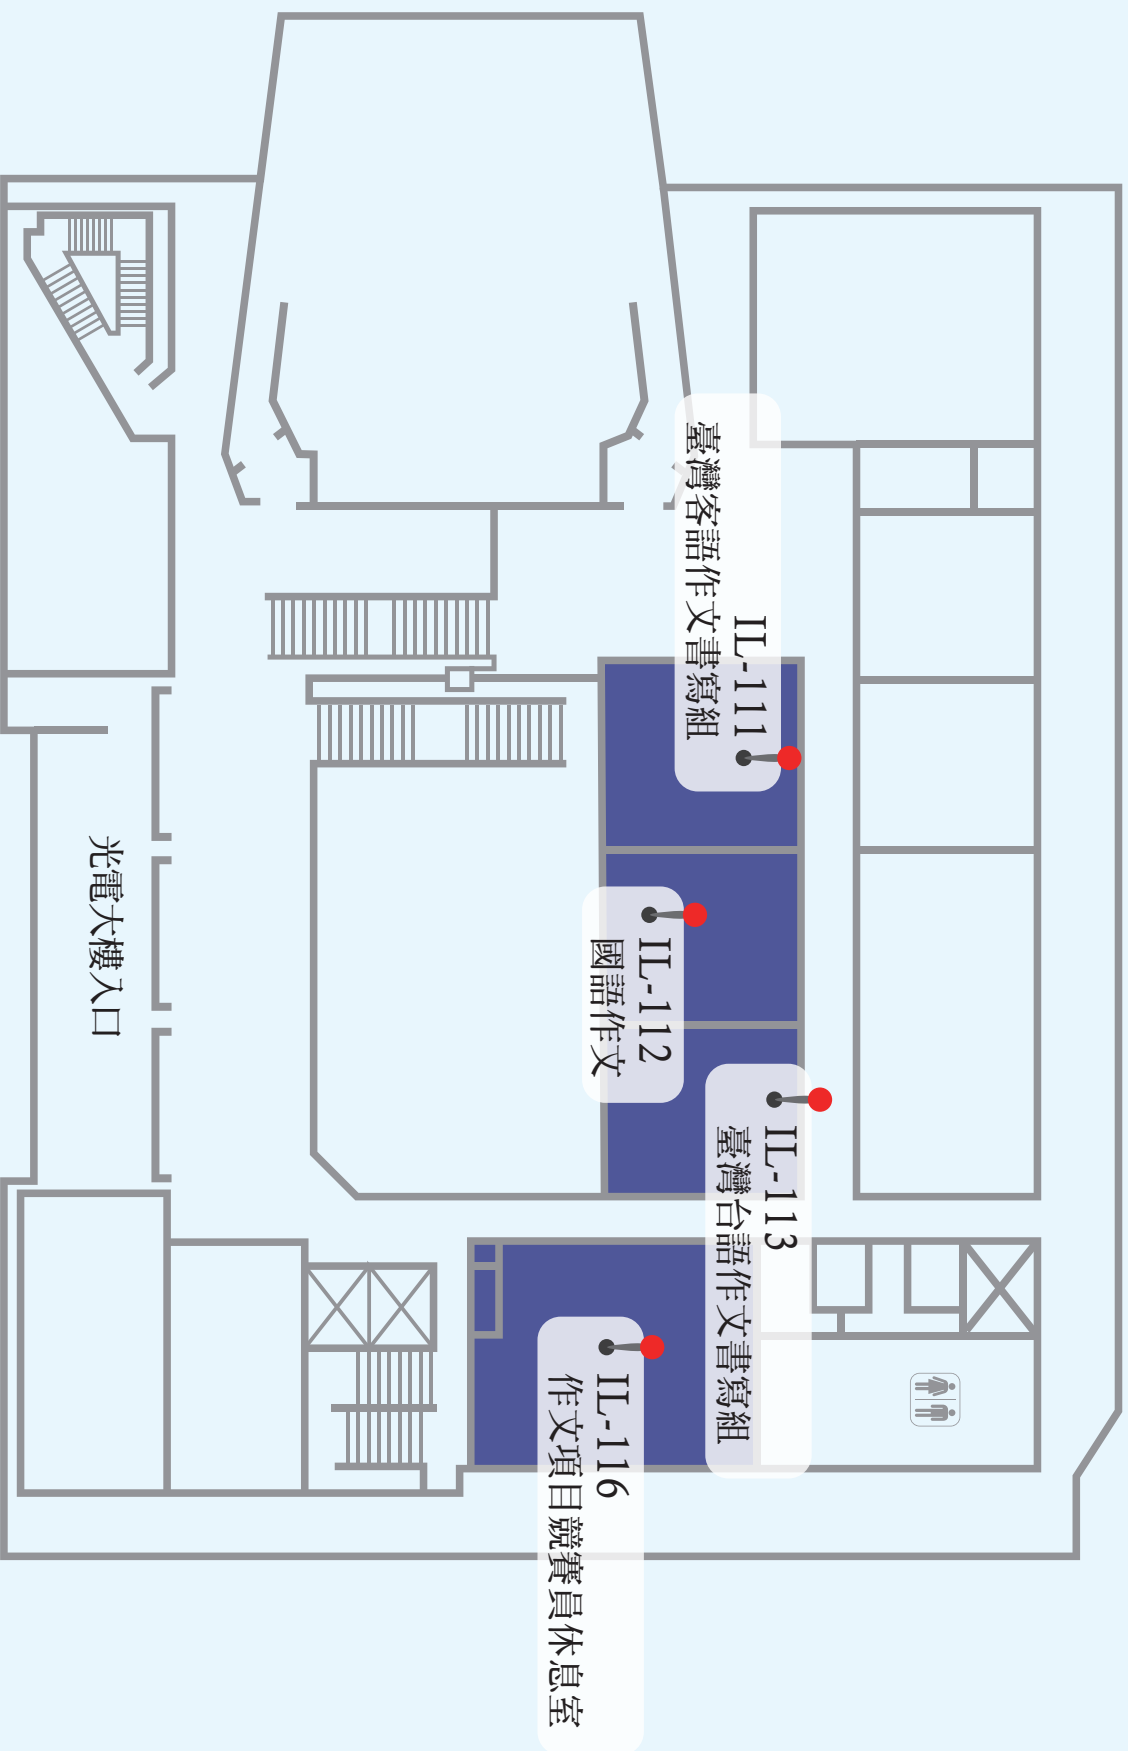 IL-111
臺灣客語作文書寫組
IL-112
國語作文
IL-113
臺灣台語作文書寫組
IL-116
作文項目競賽員休息室
光電大樓入口